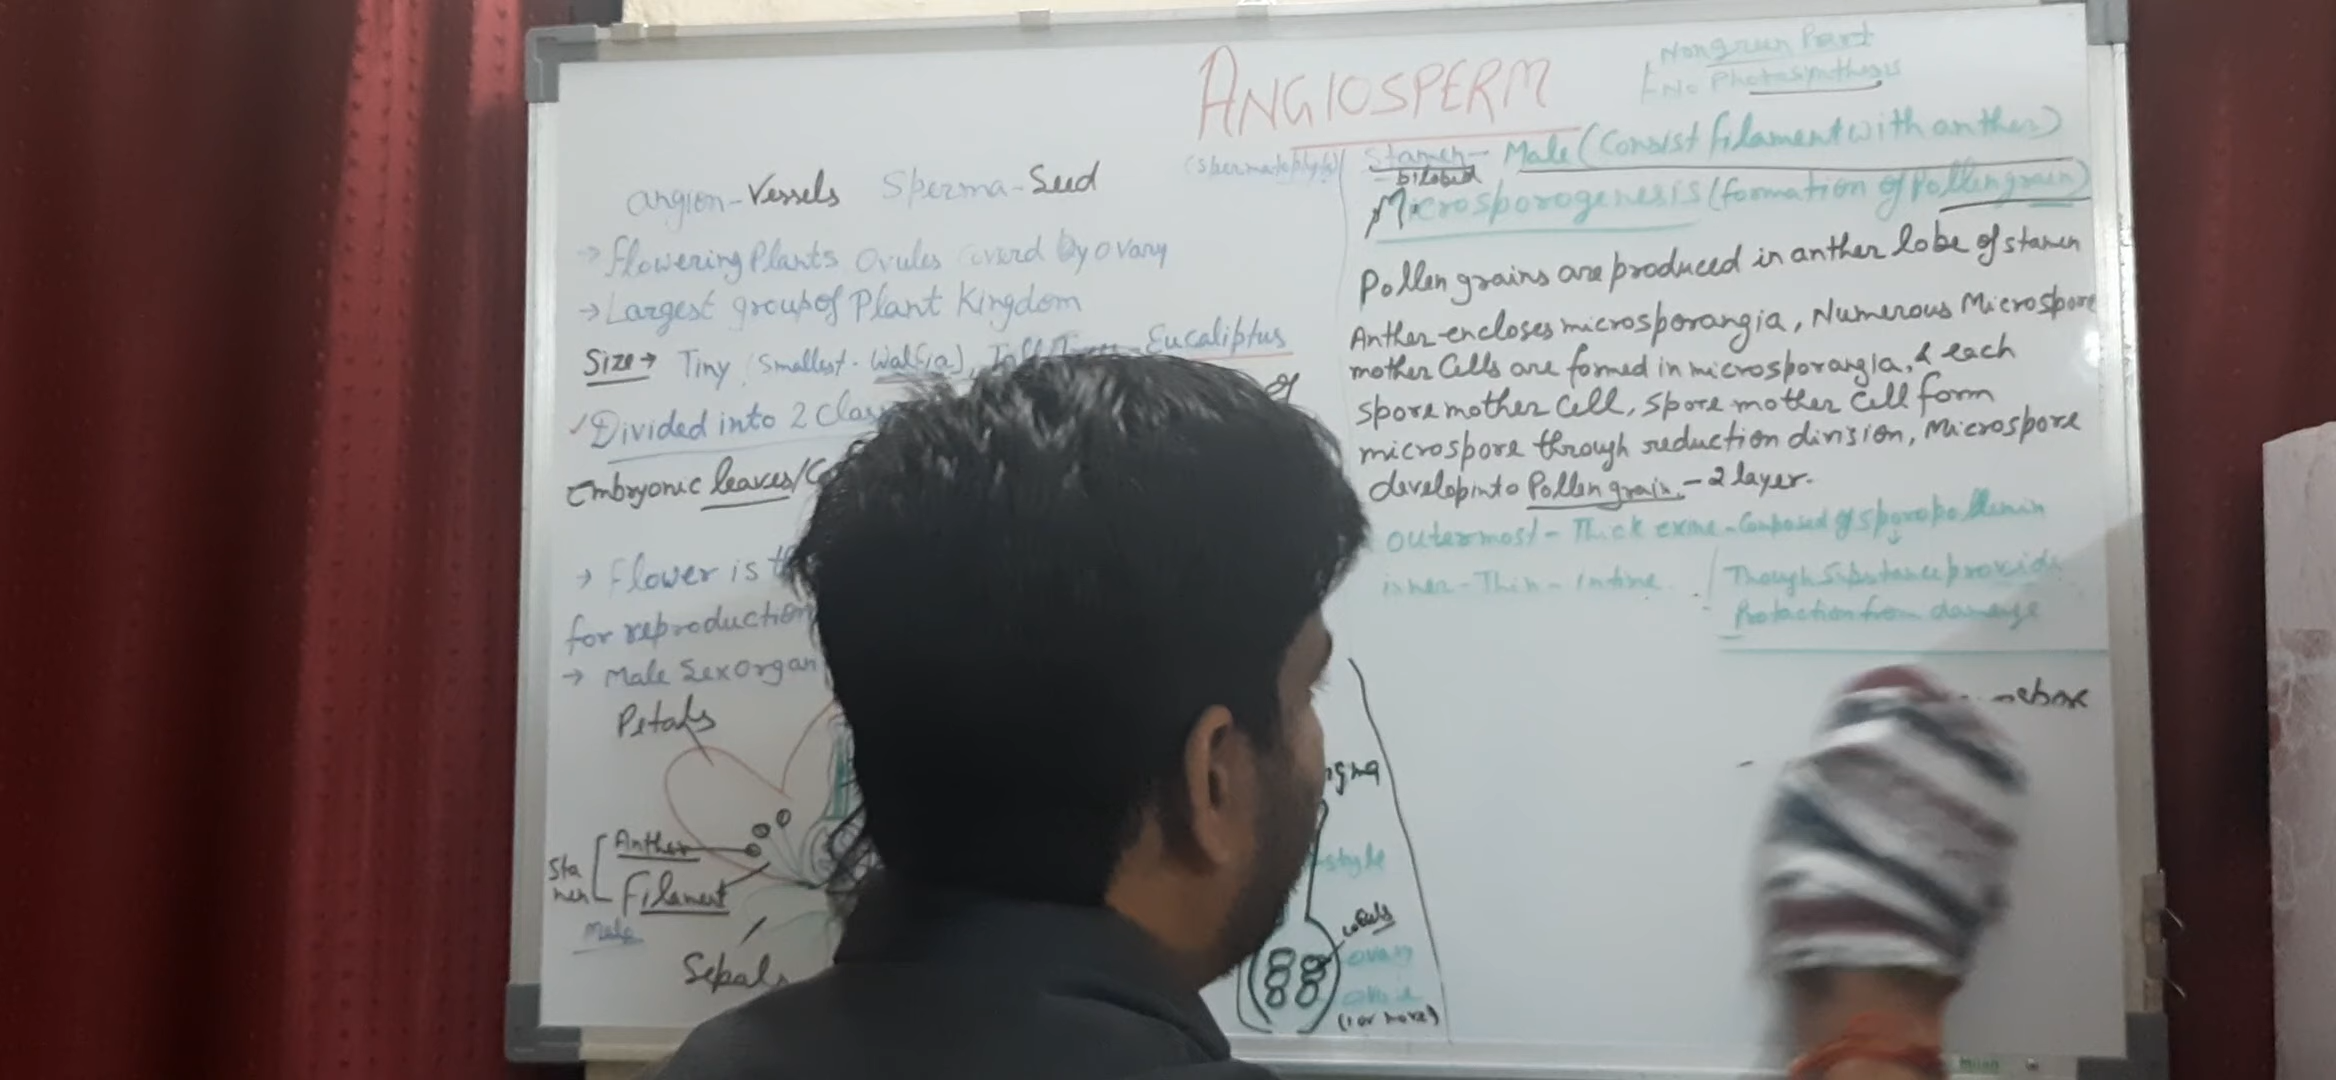 ANGIOSPERM
Nongreen Part
No Photosynthesis
angion-Vessels Sperma-Seed
→ flowering Plants Ovules coverd by ovary
→ Largest group of Plant Kingdom
Size → Tiny (Smallest - Walfia), Eucaliptus
Divided into 2 Clas
Embryonic leaves/
→ Flower is
for reproduction
→ Male Sex Organ
Petals
Anther
Filament
Sta
men
Male
Sepals
style
(1 or more)
Stamen- Male (Consist filament with anther)
bilobed
Microsporogenesis (formation of Pollen grain)
Pollen grains are produced in anther lobe of stamen
Anther encloses microsporangia, Numerous Microspore
mother Cells are formed in microsporangia, & each
spore mother Cell, Spore mother Cell form
microspore through reduction division, Microspore
develop into Pollen grain. - 2 layer.
outermost - Thick exine - Composed of sporopollenin
inner - Thin - intine.
Though Substance provide
Protaction from damage